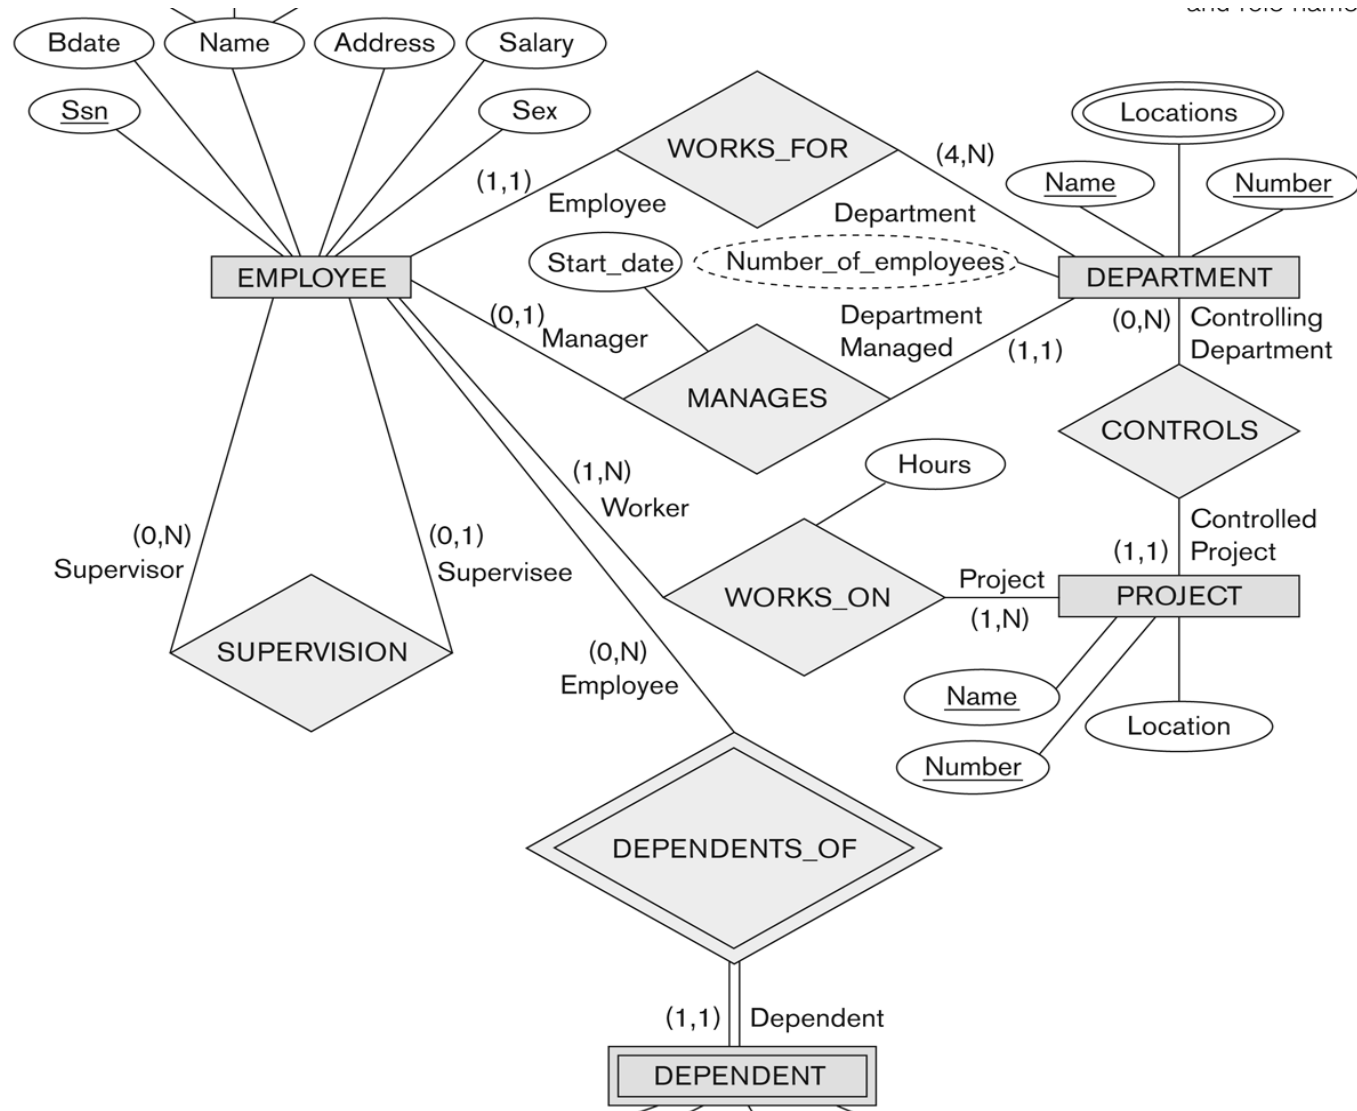 Bdate
Name
Address
Salary
Ssn
Sex
WORKS_FOR
(4,N)
Locations
(1,1)
Employee
Department
Name
Number
EMPLOYEE
Start_date
Number_of_employees
DEPARTMENT
(0,1)
Manager
Department
Managed
(1,1)
(0,N)
Controlling
Department
MANAGES
CONTROLS
Hours
(1,N)
Worker
(0,N)
Supervisor
(0,1)
Supervisee
Controlled
Project
(1,1)
WORKS_ON
Project
(1,N)
PROJECT
SUPERVISION
(0,N)
Employee
Name
Location
Number
DEPENDENTS_OF
(1,1)
Dependent
DEPENDENT